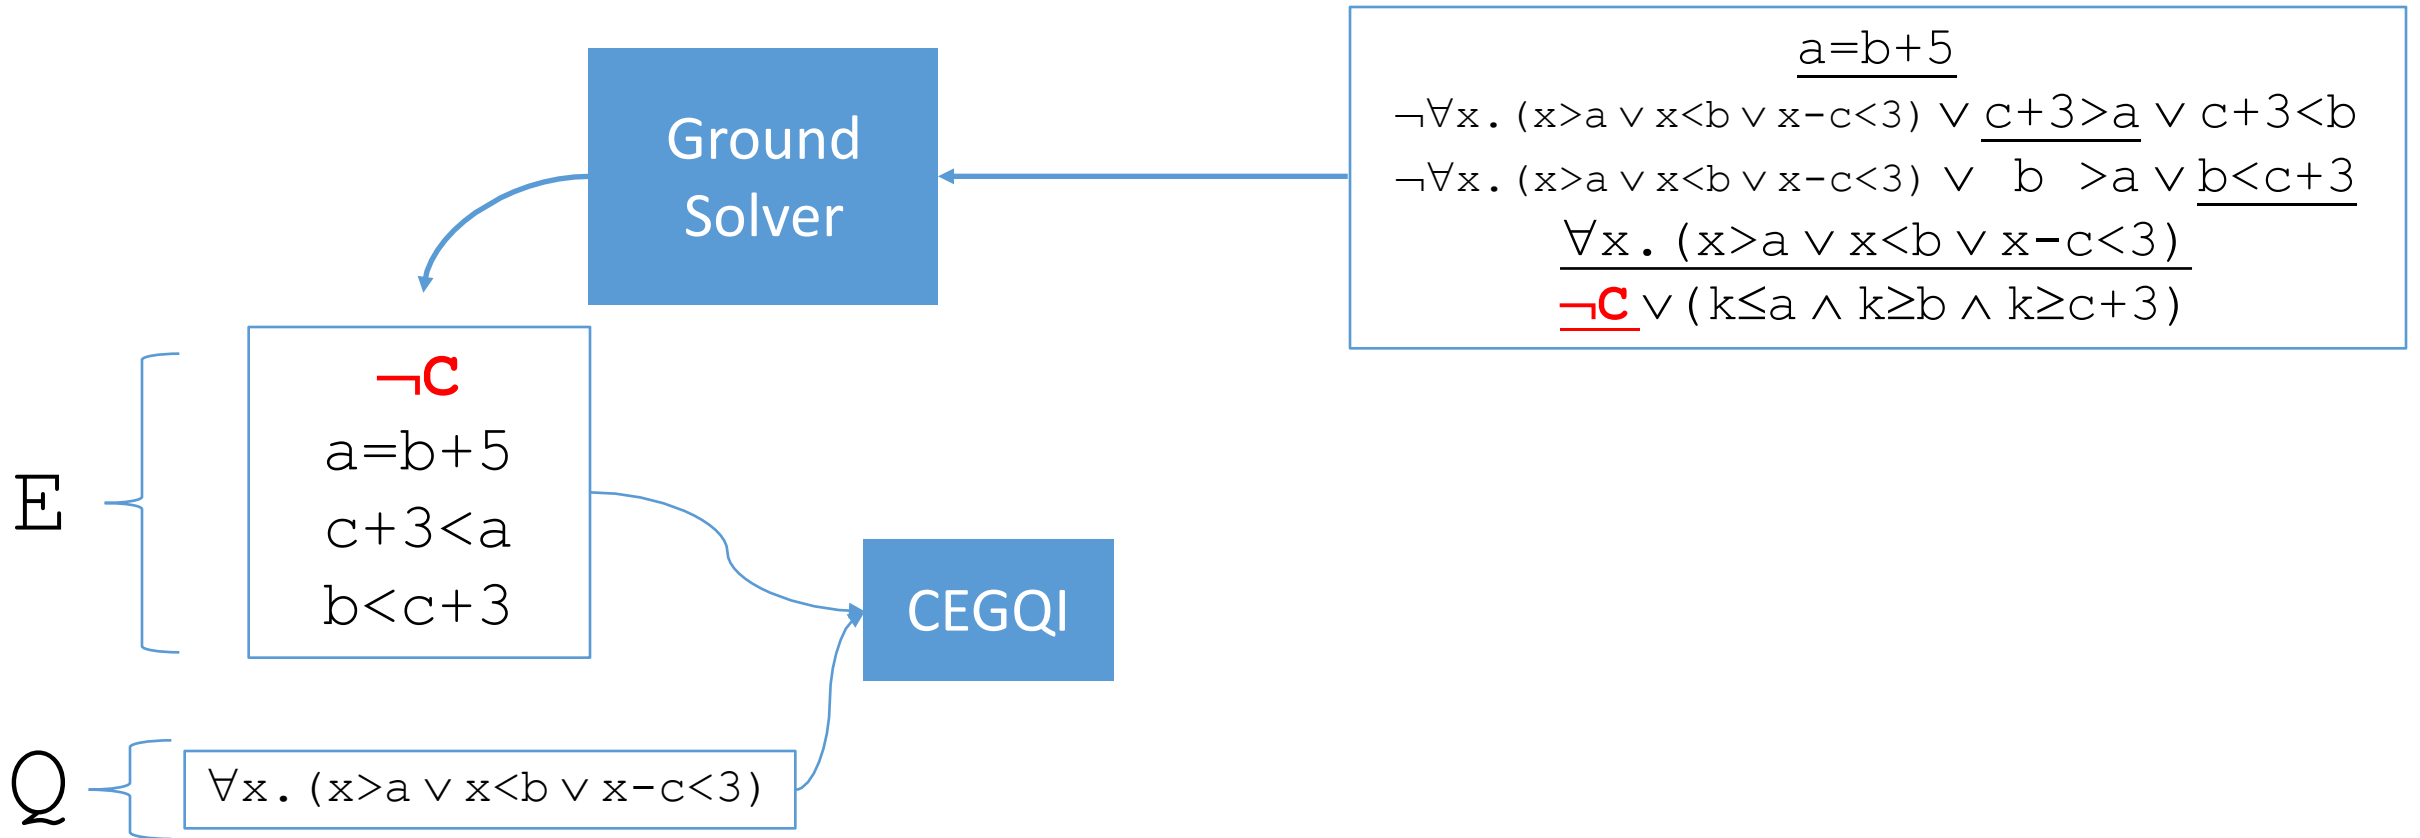 Ground
Solver
a=b+5
¬∀x.(x>a ∨ x<b ∨ x-c<3) ∨ c+3>a ∨ c+3<b
¬∀x.(x>a ∨ x<b ∨ x-c<3) ∨ b >a ∨ b<c+3
∀x.(x>a ∨ x<b ∨ x-c<3)
¬C ∨ (k≤a ∧ k≥b ∧ k≥c+3)
E
¬C
a=b+5
c+3<a
b<c+3
CEGQI
Q
∀x.(x>a ∨ x<b ∨ x-c<3)